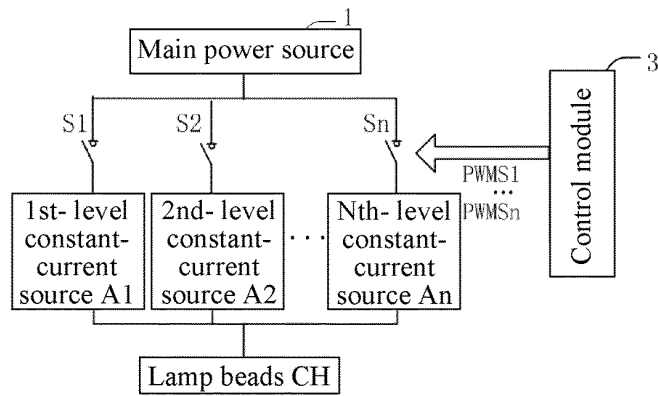 1
Main power source
3
S1
S2
Sn
Control module
PWMS1
...
PWMSn
1st- level
constant-
current
source A1
2nd- level
constant-
current
source A2
· · ·
Nth- level
constant-
current
source An
Lamp beads CH